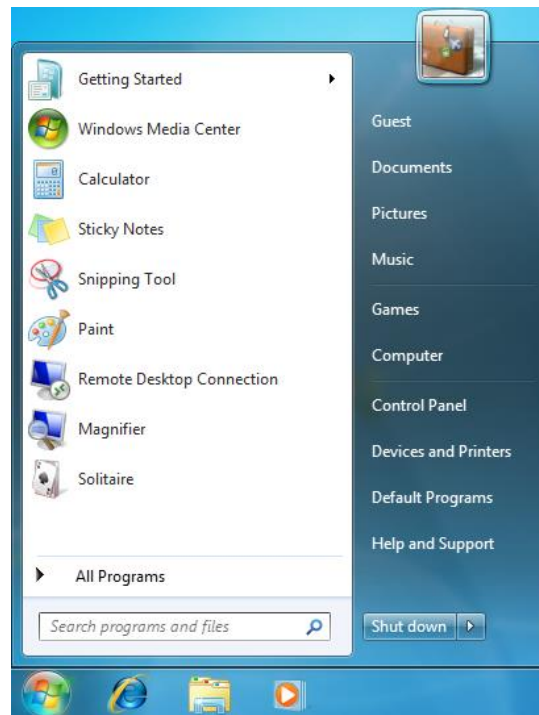 Getting Started
Windows Media Center
Calculator
Sticky Notes
Snipping Tool
Paint
Remote Desktop Connection
Magnifier
Solitaire
All Programs
Search programs and files
Guest
Documents
Pictures
Music
Games
Computer
Control Panel
Devices and Printers
Default Programs
Help and Support
Shut down